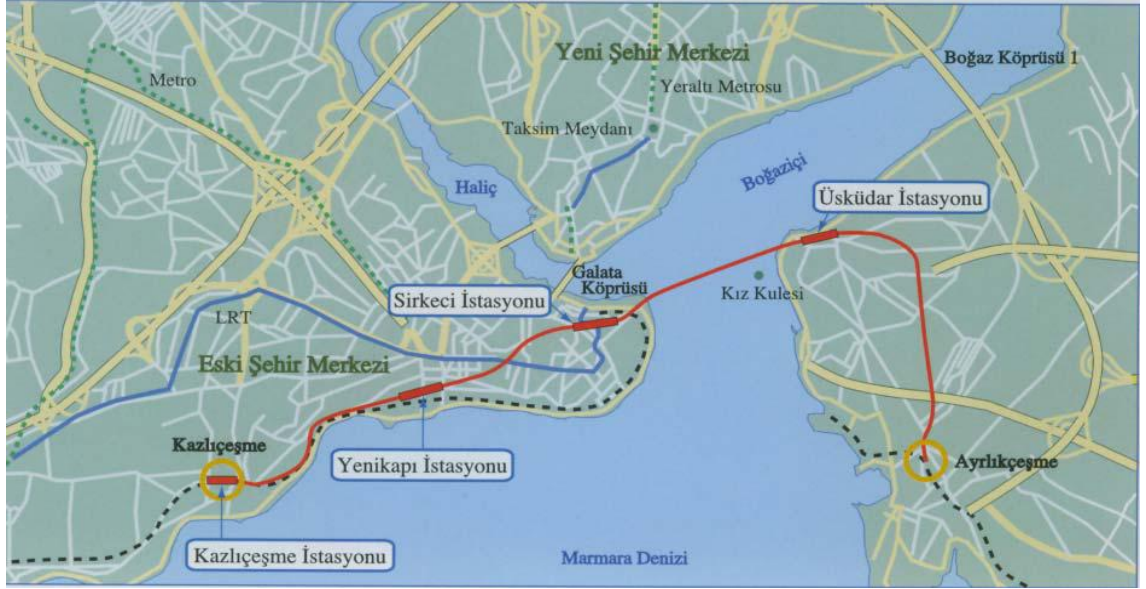 Yeni Şehir Merkezi
Boğaz Köprüsü 1
Metro
Yeraltı Metrosu
Taksim Meydanı
Boğaziçi
Haliç
Üsküdar İstasyonu
Galata
Köprüsü
Kız Kulesi
Sirkeci İstasyonu
LRT
Eski Şehir Merkezi
Kazlıçeşme
Yenikapı İstasyonu
Ayrlıkçeşme
Kazlıçeşme İstasyonu
Marmara Denizi